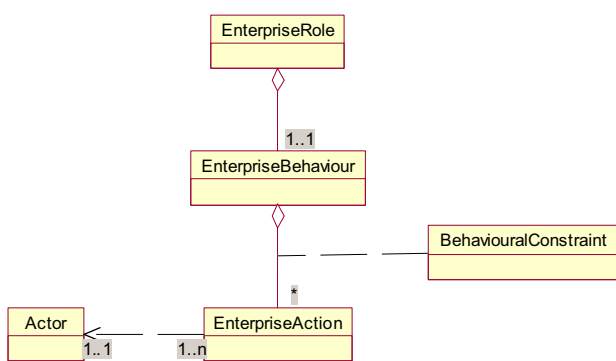 EnterpriseRole
1..1
EnterpriseBehaviour
BehaviouralConstraint
*
Actor
EnterpriseAction
1..1
1..n